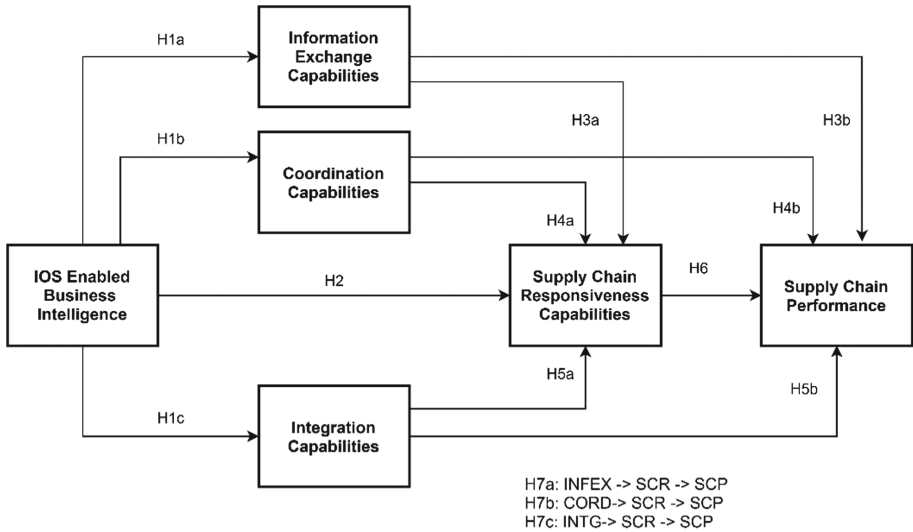 H1a
Information
Exchange
Capabilities
H3a
H3b
H1b
Coordination
Capabilities
H4a
H4b
IOS Enabled
Business
Intelligence
H2
Supply Chain
Responsiveness
Capabilities
H6
Supply Chain
Performance
H5a
H5b
H1c
Integration
Capabilities
H7a: INFEX -> SCR -> SCP
H7b: CORD-> SCR -> SCP
H7c: INTG-> SCR -> SCP